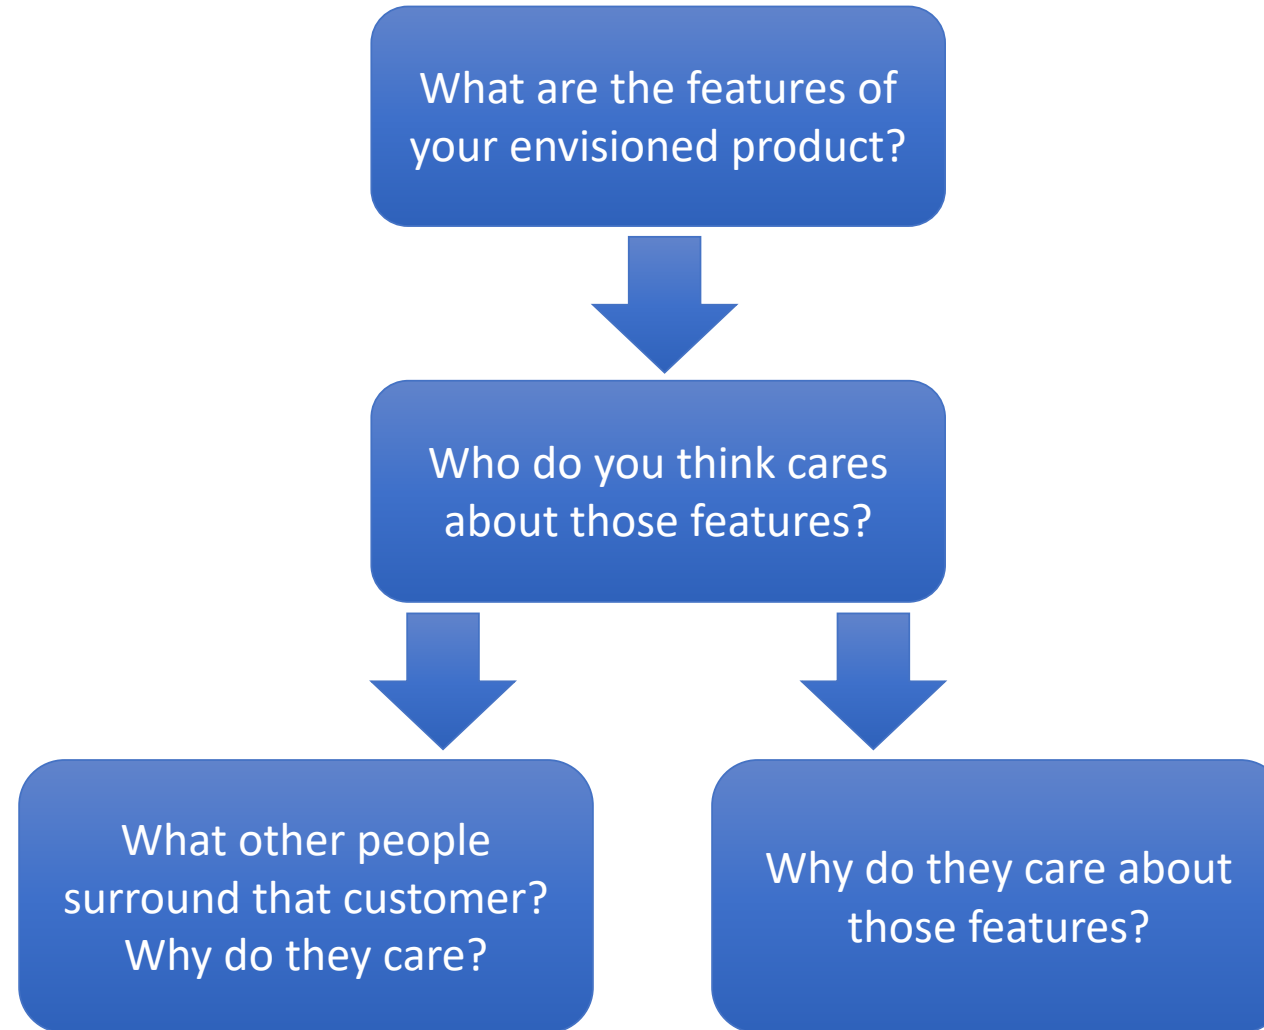 What are the features of
your envisioned product?
Who do you think cares
about those features?
What other people
surround that customer?
Why do they care?
Why do they care about
those features?